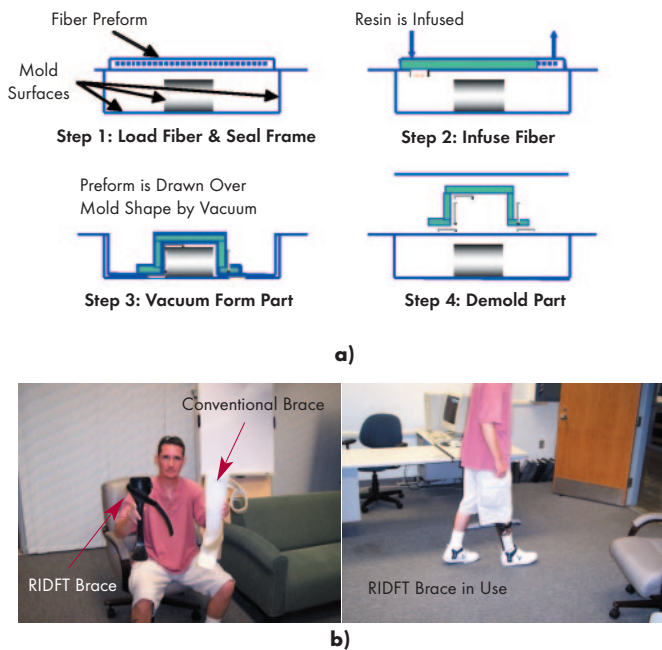 Fiber Preform
Resin is Infused
Mold
Surfaces
Step 1: Load Fiber & Seal Frame
Step 2: Infuse Fiber
Preform is Drawn Over
Mold Shape by Vacuum
Step 3: Vacuum Form Part
Step 4: Demold Part
a)
Conventional Brace
RIDFT Brace
RIDFT Brace in Use
b)